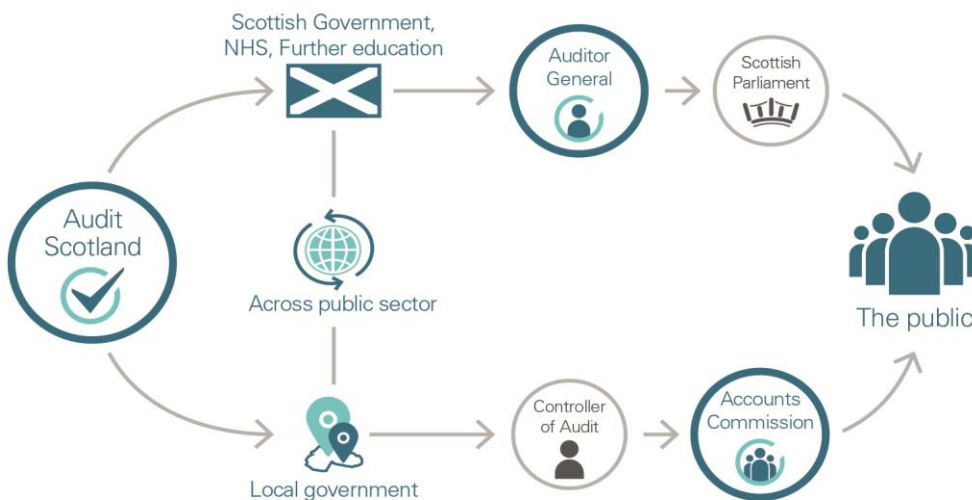 Scottish Government,
NHS, Further education
Auditor
General
Scottish
Parliament
Audit
Scotland
Across public sector
The public
Controller
of Audit
Accounts
Commission
Local government